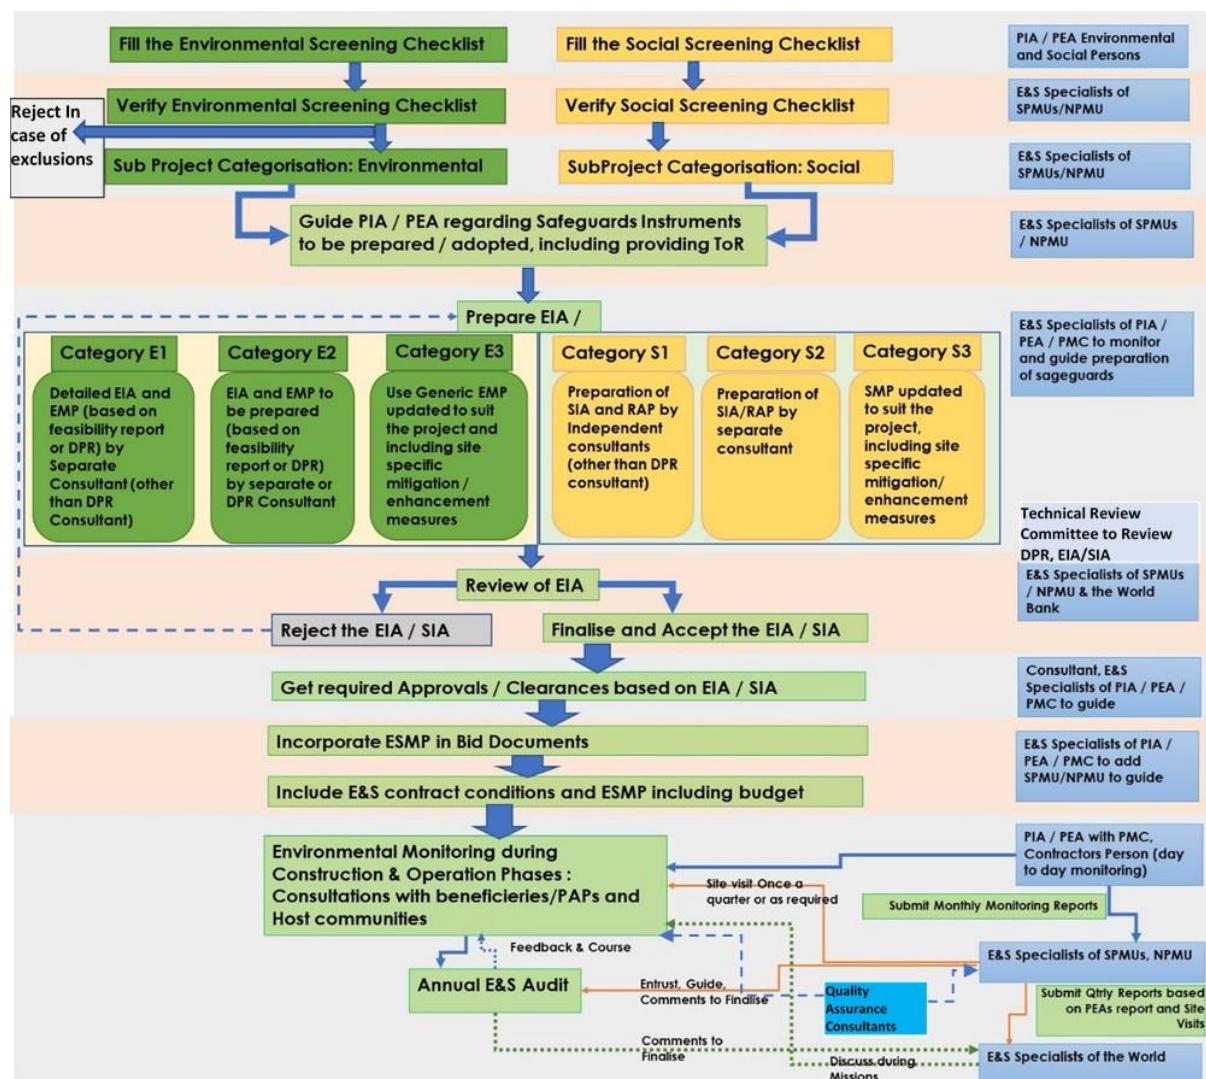 Fill the Environmental Screening Checklist
Fill the Social Screening Checklist
PIA / PEA Environmental
and Social Persons
Verify Environmental Screening Checklist
Verify Social Screening Checklist
E&S Specialists of
SPMUs/NPMU
Reject In
case of
exclusions
Sub Project Categorisation: Environmental
SubProject Categorisation: Social
E&S Specialists of
SPMUs/NPMU
Guide PIA / PEA regarding Safeguards Instruments
to be prepared / adopted, including providing ToR
E&S Specialists of SPMUs
/ NPMU
Prepare EIA /
E&S Specialists of PIA /
PEA / PMC to monitor
and guide preparation
of sageguards
Category E1
Detailed EIA and
EMP (based on
feasibility report
or DPR) by
Separate
Consultant (other
than DPR
Consultant)
Category E2
EIA and EMP to
be prepared
(based on
feasibility
report or DPR)
by separate or
DPR Consultant
Category E3
Use Generic EMP
updated to suit
the project and
including site
specific
mitigation /
enhancement
measures
Category S1
Preparation of
SIA and RAP by
Independent
consultants
(other than DPR
consultant)
Category S2
Preparation of
SIA/RAP by
separate
consultant
Category S3
SMP updated
to suit the
project,
including site
specific
mitigation/
enhancement
measures
Technical Review
Committee to Review
DPR, EIA/SIA
Review of EIA
E&S Specialists of SPMUs
/ NPMU & the World
Bank
Reject the EIA / SIA
Finalise and Accept the EIA / SIA
Get required Approvals / Clearances based on EIA / SIA
Consultant, E&S
Specialists of PIA / PEA /
PMC to guide
Incorporate ESMP in Bid Documents
E&S Specialists of PIA /
PEA / PMC to add
SPMU/NPMU to guide
Include E&S contract conditions and ESMP including budget
Environmental Monitoring during
Construction & Operation Phases :
Consultations with beneficieries/PAPs and
Host communities
PIA / PEA with PMC,
Contractors Person (day
to day monitoring)
Site visit Once a
quarter or as required
Submit Monthly Monitoring Reports
Feedback & Course
E&S Specialists of SPMUs, NPMU
Annual E&S Audit
Entrust, Guide,
Comments to Finalise
Quality
Assurance
Consultants
Submit Qtrly Reports based
on PEAs report and Site
Visits
Comments to
Finalise
Discuss during
Missions
E&S Specialists of the World